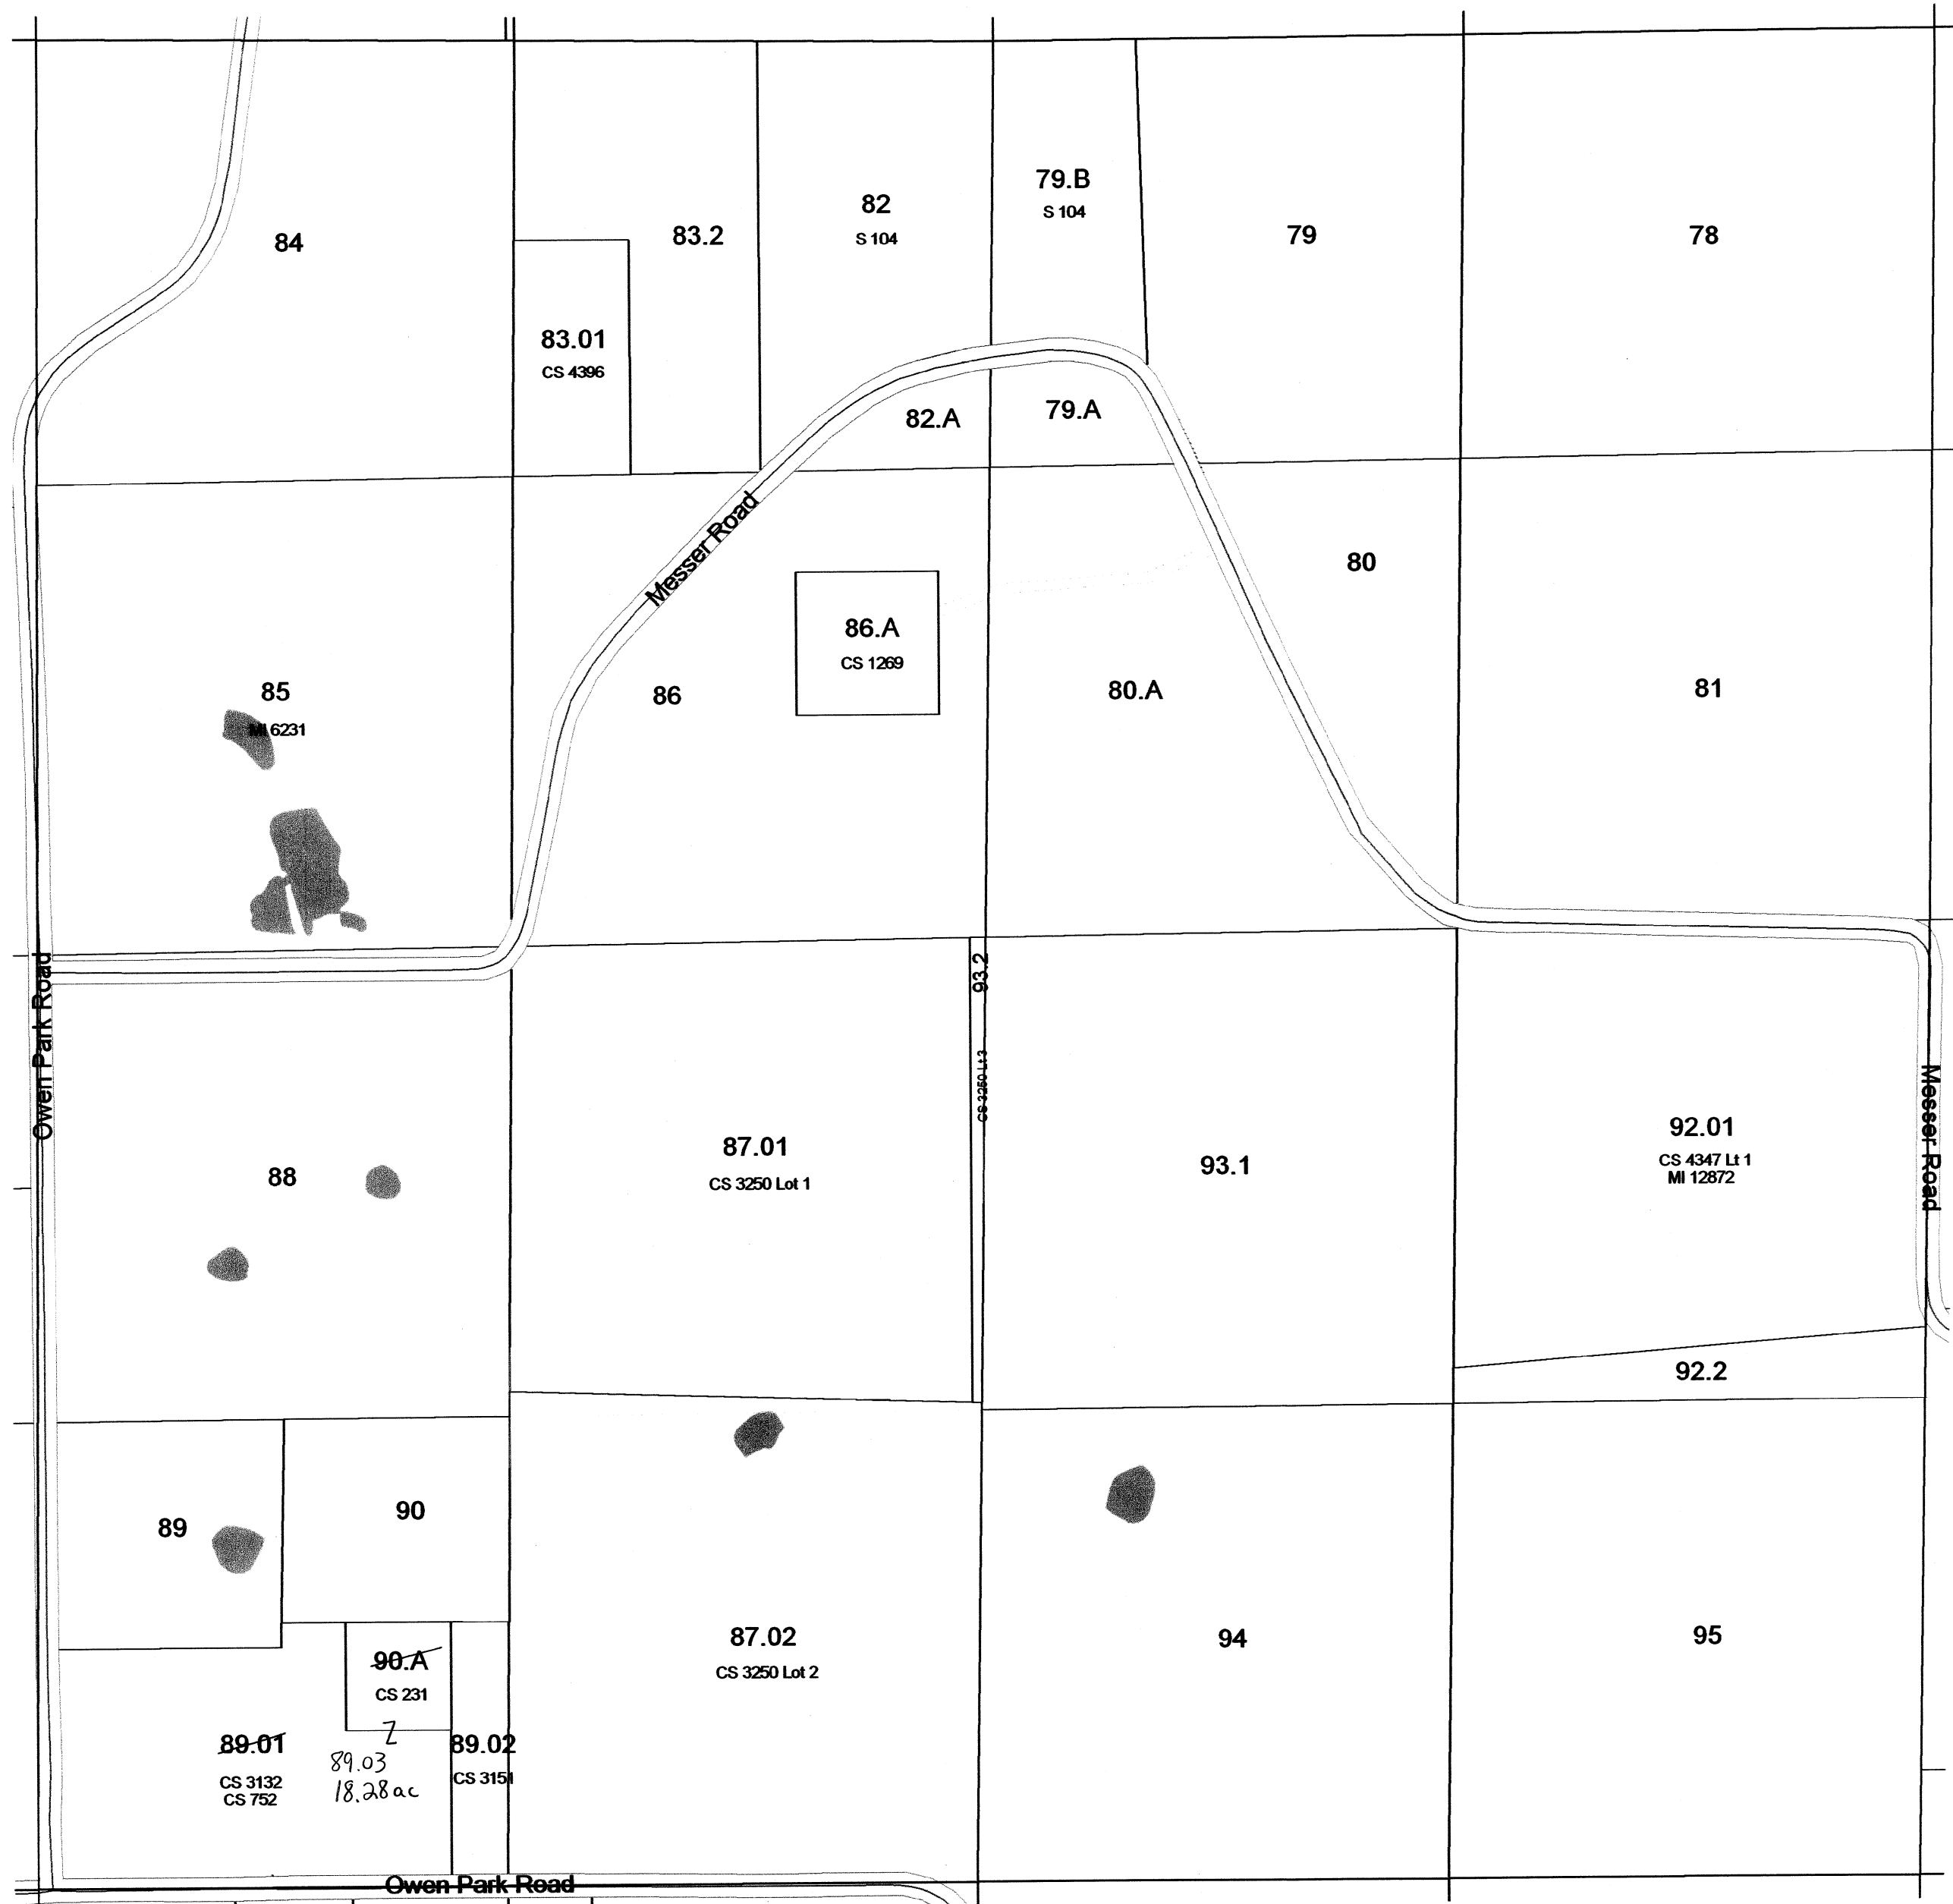 84
83.01
CS 4396
83.2
82
S 104
79.B
S 104
79
78
82.A
79.A
Messer Road
80
85
MI 6231
86
86.A
CS 1269
80.A
81
Owen Park Road
88
87.01
CS 3250 Lot 1
93.2
CS 3250 Lt 3
93.1
92.01
CS 4347 Lt 1
MI 12872
Messer Road
92.2
89
90
90.A
CS 231
Z
89.01
CS 3132
CS 752
89.03
18.28 ac
89.02
CS 3151
87.02
CS 3250 Lot 2
94
95
Owen Park Road